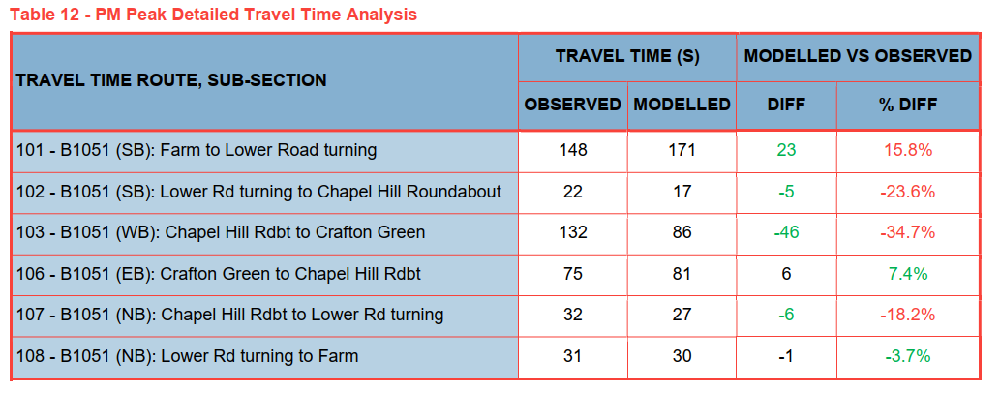 Table 12 - PM Peak Detailed Travel Time Analysis
TRAVEL TIME ROUTE, SUB-SECTION
TRAVEL TIME (S)
MODELLED VS OBSERVED
OBSERVED MODELLED DIFF % DIFF
101 - B1051 (SB): Farm to Lower Road turning 148 171 23 15.8%
102 - B1051 (SB): Lower Rd turning to Chapel Hill Roundabout 22 17 -5 -23.6%
103 - B1051 (WB): Chapel Hill Rdbt to Crafton Green 132 86 -46 -34.7%
106 - B1051 (EB): Crafton Green to Chapel Hill Rdbt 75 81 6 7.4%
107 - B1051 (NB): Chapel Hill Rdbt to Lower Rd turning 32 27 -6 -18.2%
108 - B1051 (NB): Lower Rd turning to Farm 31 30 -1 -3.7%